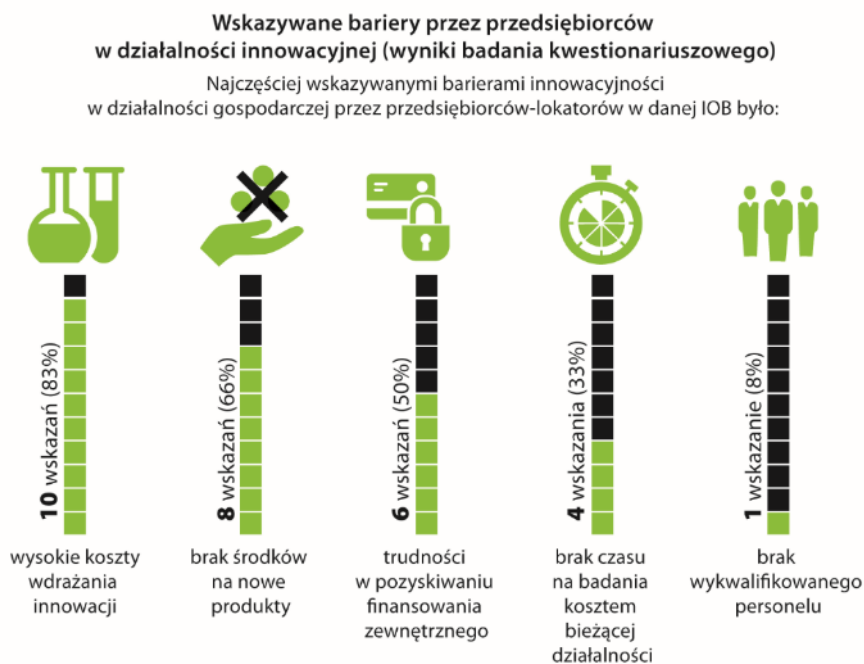 Wskazywane bariery przez przedsiębiorców
w działalności innowacyjnej (wyniki badania kwestionariuszowego)
Najczęściej wskazywanymi barierami innowacyjności
w działalności gospodarczej przez przedsiębiorców-lokatorów w danej IOB było:
10 wskazań (83%)
wysokie koszty
wdrażania
innowacji
8 wskazań (66%)
brak środków
na nowe
produkty
6 wskazań (50%)
trudności
w pozyskiwaniu
finansowania
zewnętrznego
4 wskazania (33%)
brak czasu
na badania
kosztem
bieżącej
działalności
1 wskazanie (8%)
brak
wykwalifikowanego
personelu